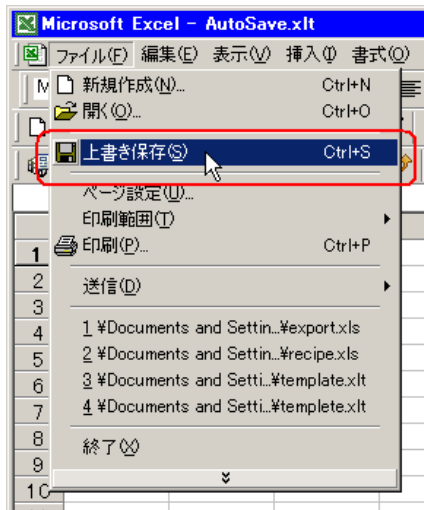 Microsoft Excel - AutoSave.xlt
ファイル(F) 編集(E) 表示(V) 挿入(I) 書式(O)
新規作成(N)... Ctrl+N
開く(O)... Ctrl+O
上書き保存(S) Ctrl+S
ページ設定(U)...
印刷範囲(T)
印刷(P)... Ctrl+P
送信(D)
1 ¥Documents and Settin...¥export.xls
2 ¥Documents and Settin...¥recipe.xls
3 ¥Documents and Setti...¥template.xlt
4 ¥Documents and Setti...¥templete.xlt
終了(X)
1
2
3
4
5
6
7
8
9
10